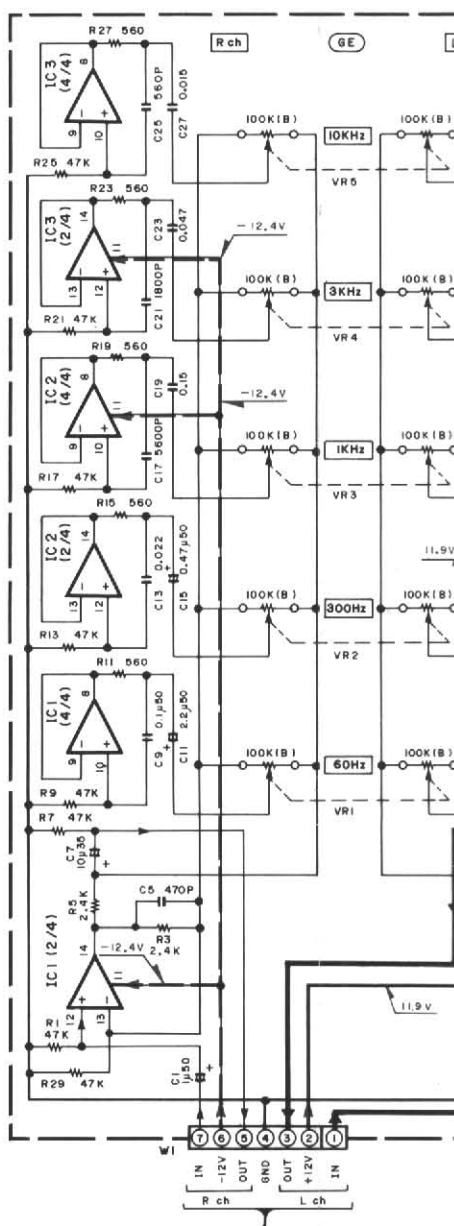 R27 560
R ch
GE
L
IC3
(4/4)
8
9
10
560P
C25
0.015
C27
R25 47K
100K(B)
10KHz
100K(B)
VR5
R23 560
IC3
(2/4)
14
13
12
11
C23
0.047
C21 1800P
-12.4V
R21 47K
100K(B)
3KHz
100K(B)
VR4
R19 560
IC2
(4/4)
8
9
10
11
C19
0.15
C17 5600P
-12.4V
R17 47K
100K(B)
1KHz
100K(B)
VR3
R15
560
IC2
(2/4)
14
13
12
0.022
C13
0.47μ50
+
C15
11.9V
R13 47K
100K(B)
300Hz
100K(B)
VR2
R11
560
IC1
(4/4)
8
9
10
0.1μ50
C9
2.2μ50
+
C11
R9 47K
100K(B)
60Hz
100K(B)
VR1
R7 47K
C7
10μ35
+
R5
2.4K
C5 470P
R3
2.4K
-12.4V
IC1 (2/4)
14
11
12
13
R1
47K
11.9V
R29 47K
C1
1μ50
+
W1
7 6 5 4 3 2 1
IN -12V OUT GND OUT +12V IN
R ch L ch